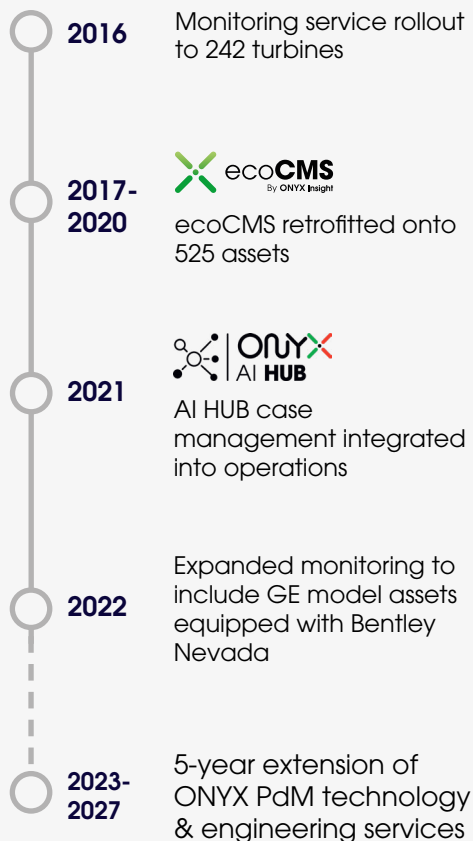 2016
Monitoring service rollout
to 242 turbines
2017-
2020
ecoCMS
By ONYX Insight
ecoCMS retrofitted onto
525 assets
2021
ONYX
AI HUB
AI HUB case
management integrated
into operations
2022
Expanded monitoring to
include GE model assets
equipped with Bentley
Nevada
2023-
2027
5-year extension of
ONYX PdM technology
& engineering services